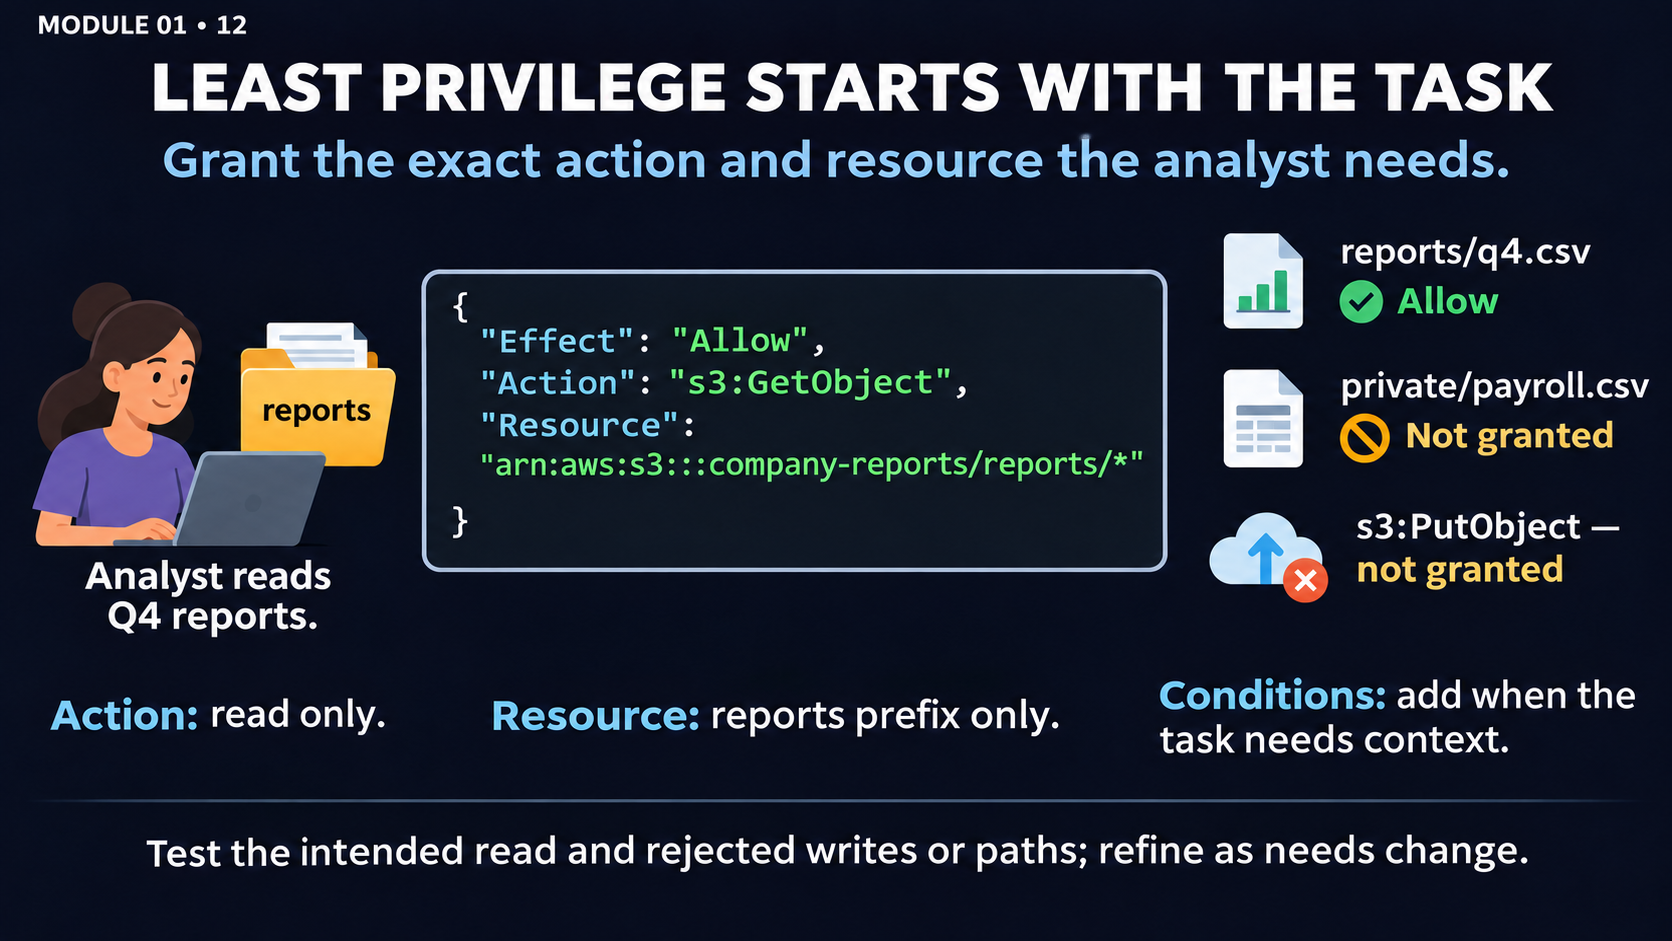 MODULE 01 • 12
LEAST PRIVILEGE STARTS WITH THE TASK
Grant the exact action and resource the analyst needs.
reports
Analyst reads
Q4 reports.
{
"Effect": "Allow",
"Action": "s3:GetObject",
"Resource":
"arn:aws:s3:::company-reports/reports/*"
}
reports/q4.csv
Allow
private/payroll.csv
Not granted
s3:PutObject —
not granted
Action: read only.
Resource: reports prefix only.
Conditions: add when the
task needs context.
Test the intended read and rejected writes or paths; refine as needs change.